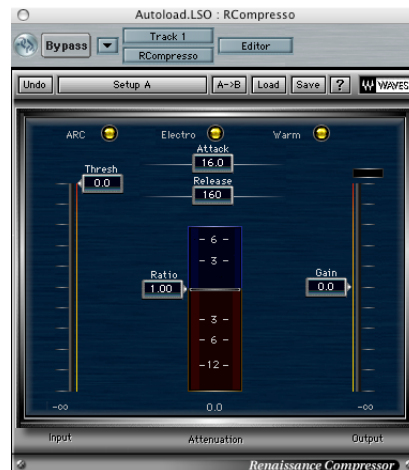 Autoload.LSO : RCompresso
Bypass
Track 1
RCompresso
Editor
Undo
Setup A
A->B
Load
Save
?
WAVES
ARC
Electro
Warm
Attack
16.0
Thresh
0.0
Release
160
- 6 -
- 3 -
Ratio
1.00
Gain
0.0
- 3 -
- 6 -
-12-
-∞
0.0
-∞
Input
Attenuation
Output
Renaissance Compressor